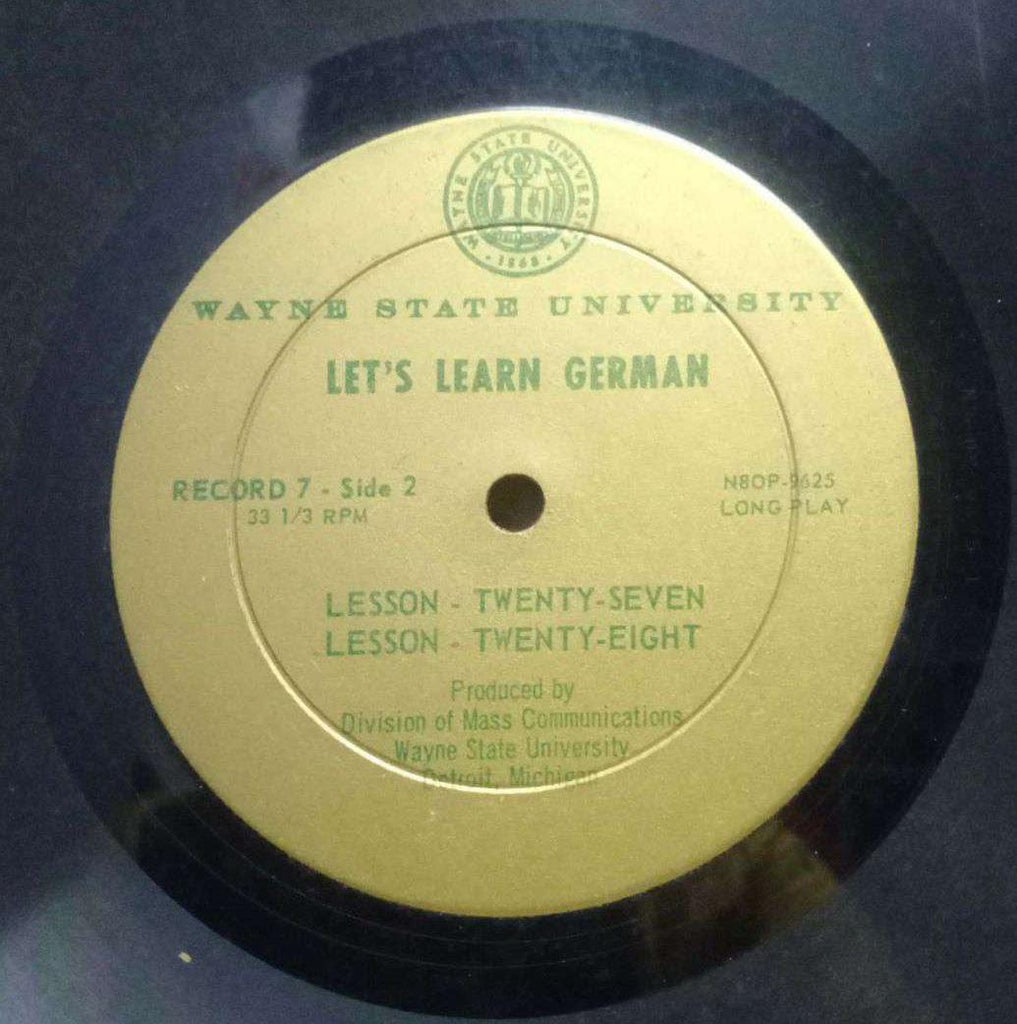 WAYNE STATE UNIVERSITY
· 1868 ·
WAYNE STATE UNIVERSITY
LET'S LEARN GERMAN
RECORD 7 - Side 2
33 1/3 RPM
N80P-9625
LONG PLAY
LESSON - TWENTY-SEVEN
LESSON - TWENTY-EIGHT
Produced by
Division of Mass Communications
Wayne State University
Detroit, Michigan